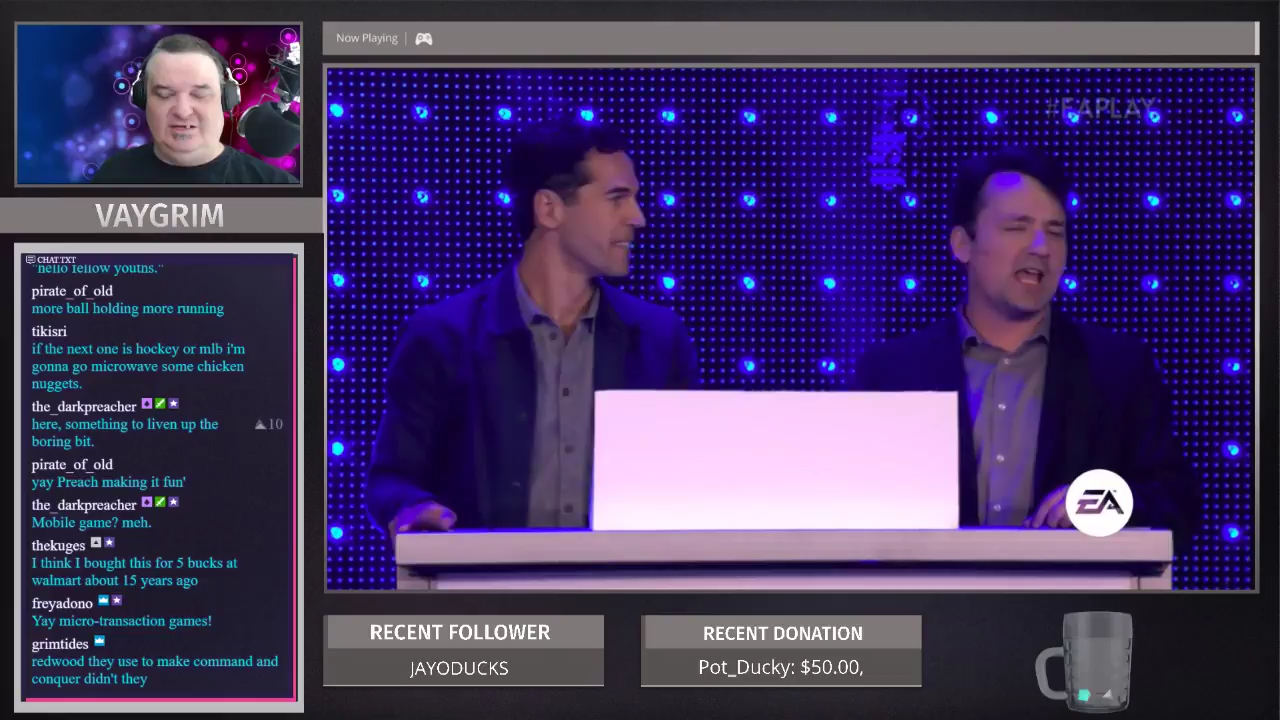 Now Playing
#EAPLAY
VAYGRIM
CHAT.TXT
"hello fellow youths."
pirate_of_old
more ball holding more running
tikisri
if the next one is hockey or mlb i'm
gonna go microwave some chicken
nuggets.
the_darkpreacher
here, something to liven up the
boring bit.
10
pirate_of_old
yay Preach making it fun'
the_darkpreacher
Mobile game? meh.
thekuges
I think I bought this for 5 bucks at
walmart about 15 years ago
freyadono
Yay micro-transaction games!
grimtides
redwood they use to make command and
conquer didn't they
EA
RECENT FOLLOWER
JAYODUCKS
RECENT DONATION
Pot_Ducky: $50.00,